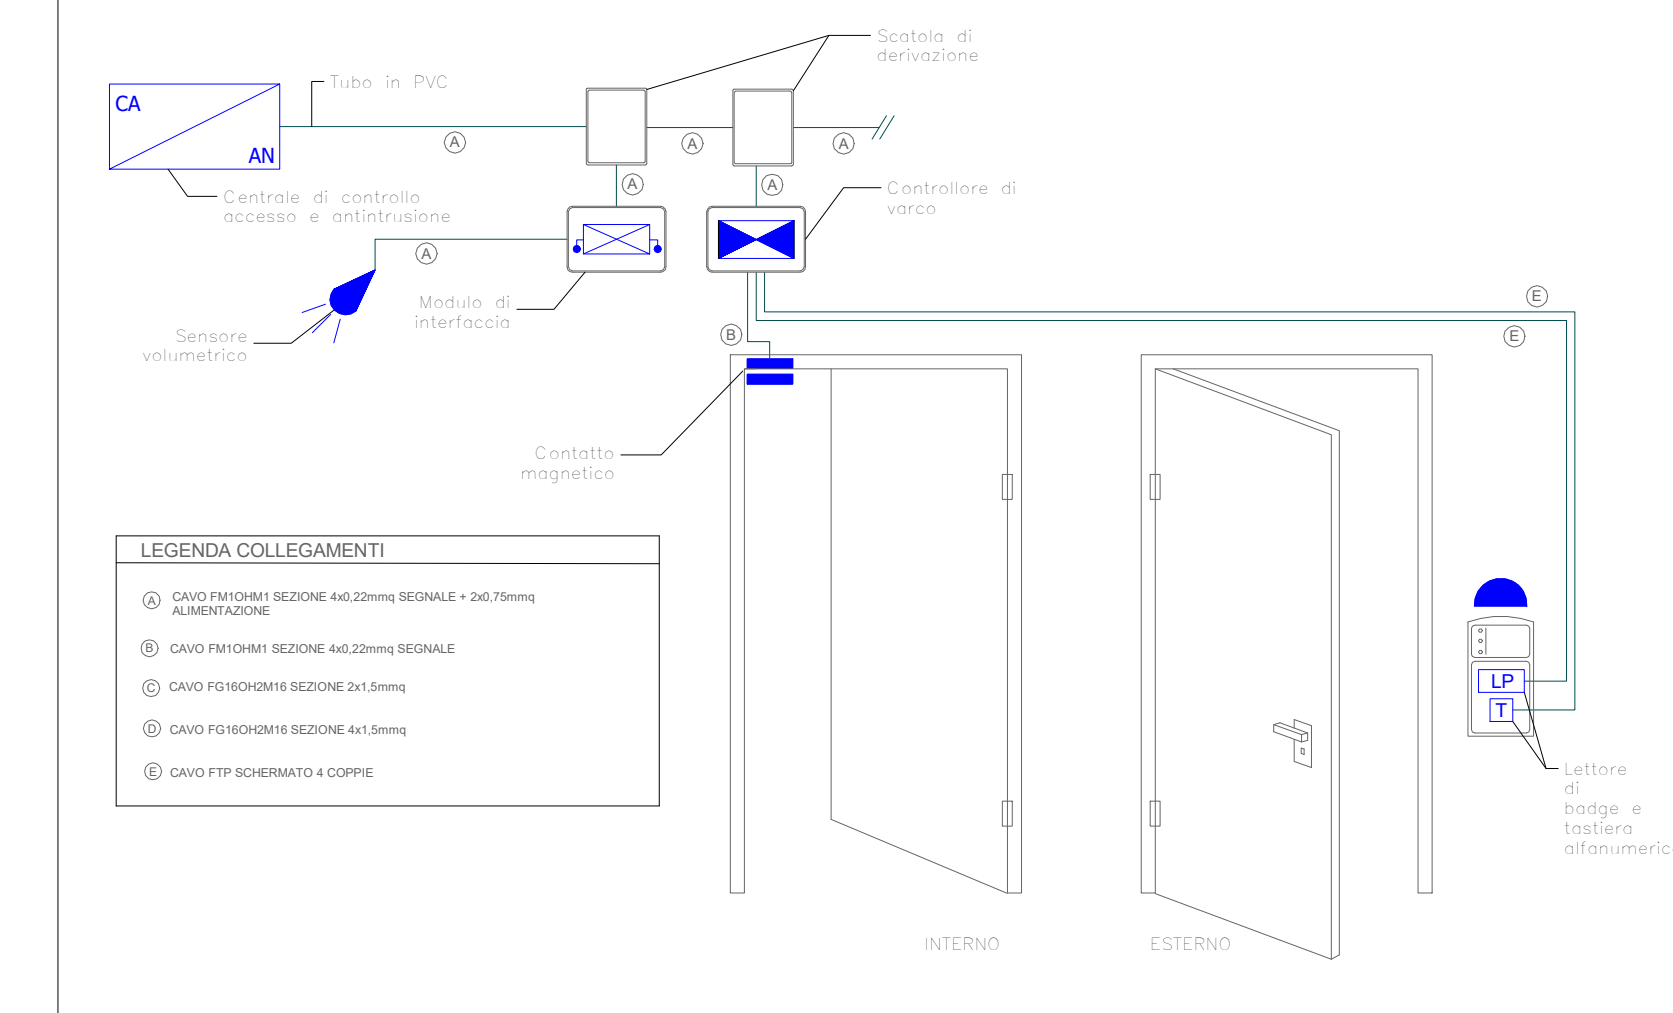 Scatola di
derivazione
Tubo in PVC
CA
AN
A
A
A
A
A
Centrale di controllo
accesso e antintrusione
Controllore di
varco
A
Modulo di
interfaccia
Sensore
volumetrico
E
E
B
Contatto
magnetico
LEGENDA COLLEGAMENTI
A CAVO FM1OHM1 SEZIONE 4x0,22mmq SEGNALE + 2x0,75mmq
ALIMENTAZIONE
B CAVO FM1OHM1 SEZIONE 4x0,22mmq SEGNALE
C CAVO FG16OH2M16 SEZIONE 2x1,5mmq
D CAVO FG16OH2M16 SEZIONE 4x1,5mmq
E CAVO FTP SCHERMATO 4 COPPIE
LP
T
Lettore
di
badge e
tastiera
alfanumeric
INTERNO
ESTERNO